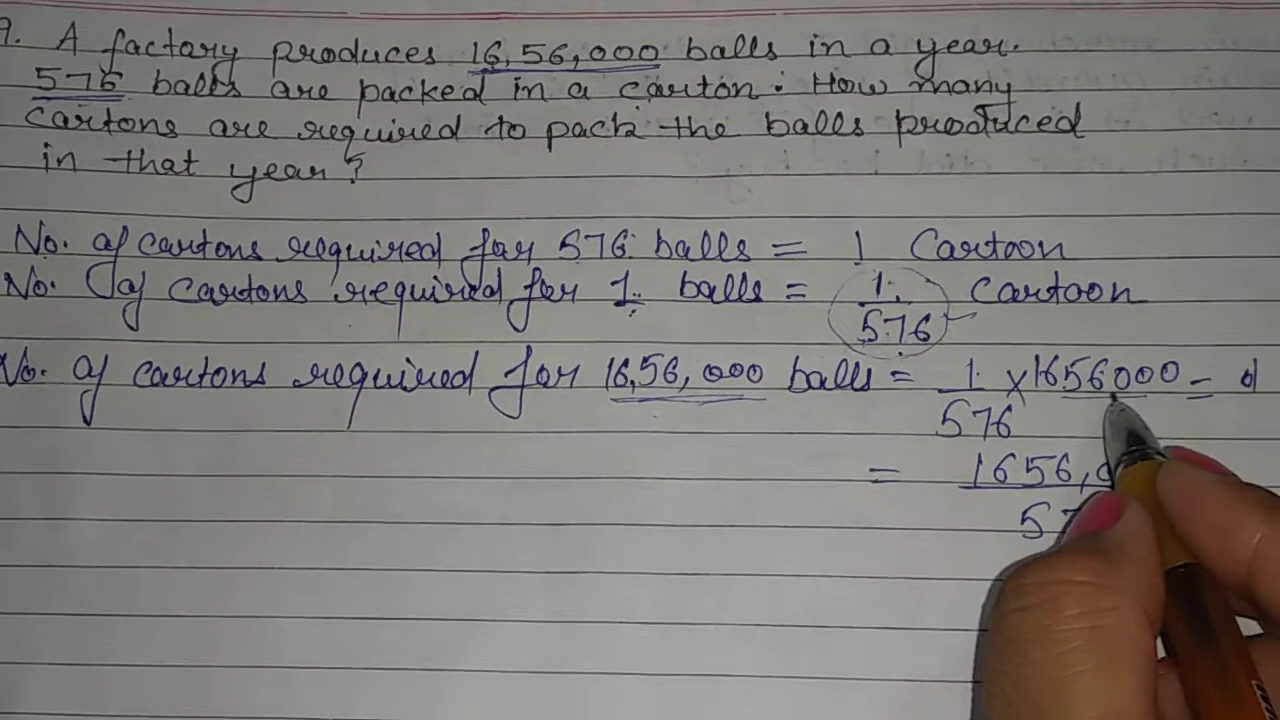 9. A factory produces 16,56,000 balls in a year.
576 balls are packed in a carton. How many
cartons are required to pack the balls produced
in that year?
No. of cartons required for 576 balls = 1 Cartoon
No. of cartons required for 1 balls = 1/576 Cartoon
No. of cartons required for 16,56,000 balls = 1/576 × 1656000 =
= 1656,